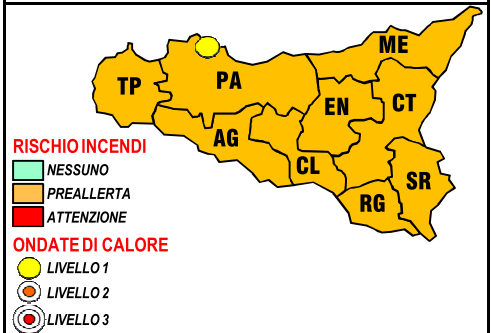 ME
TP
PA
EN
CT
AG
CL
SR
RG
RISCHIO INCENDI
NESSUNO
PREALLERTA
ATTENZIONE
ONDATE DI CALORE
LIVELLO 1
LIVELLO 2
LIVELLO 3